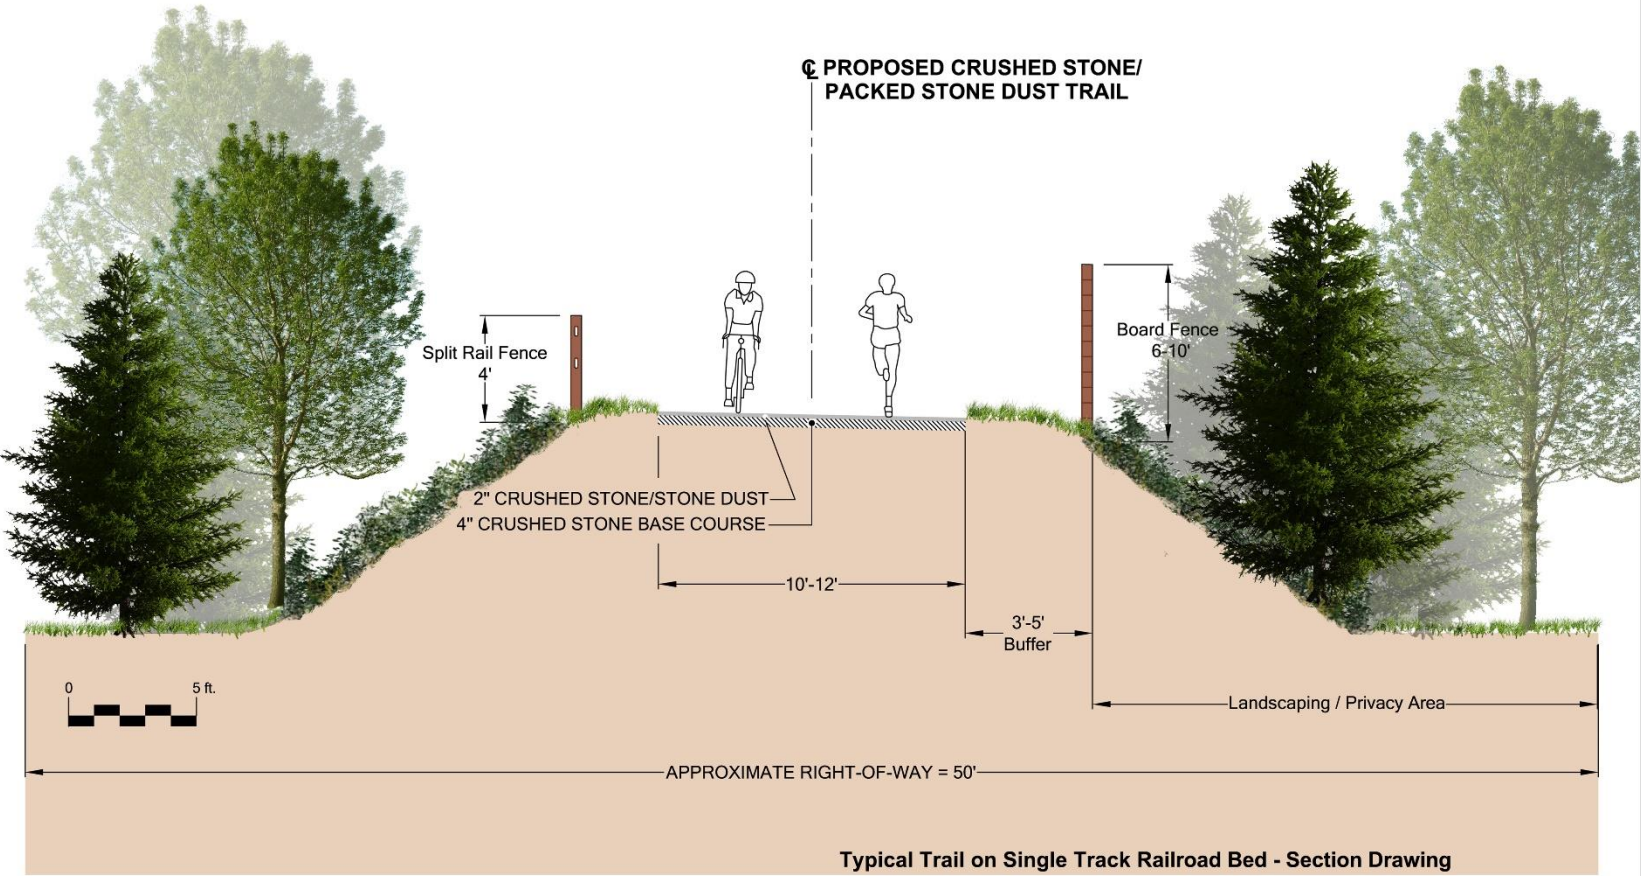 ℄ PROPOSED CRUSHED STONE/
PACKED STONE DUST TRAIL
Split Rail Fence
4'
Board Fence
6-10'
2" CRUSHED STONE/STONE DUST
4" CRUSHED STONE BASE COURSE
10'-12'
3'-5'
Buffer
0 5 ft.
Landscaping / Privacy Area
APPROXIMATE RIGHT-OF-WAY = 50'
Typical Trail on Single Track Railroad Bed - Section Drawing